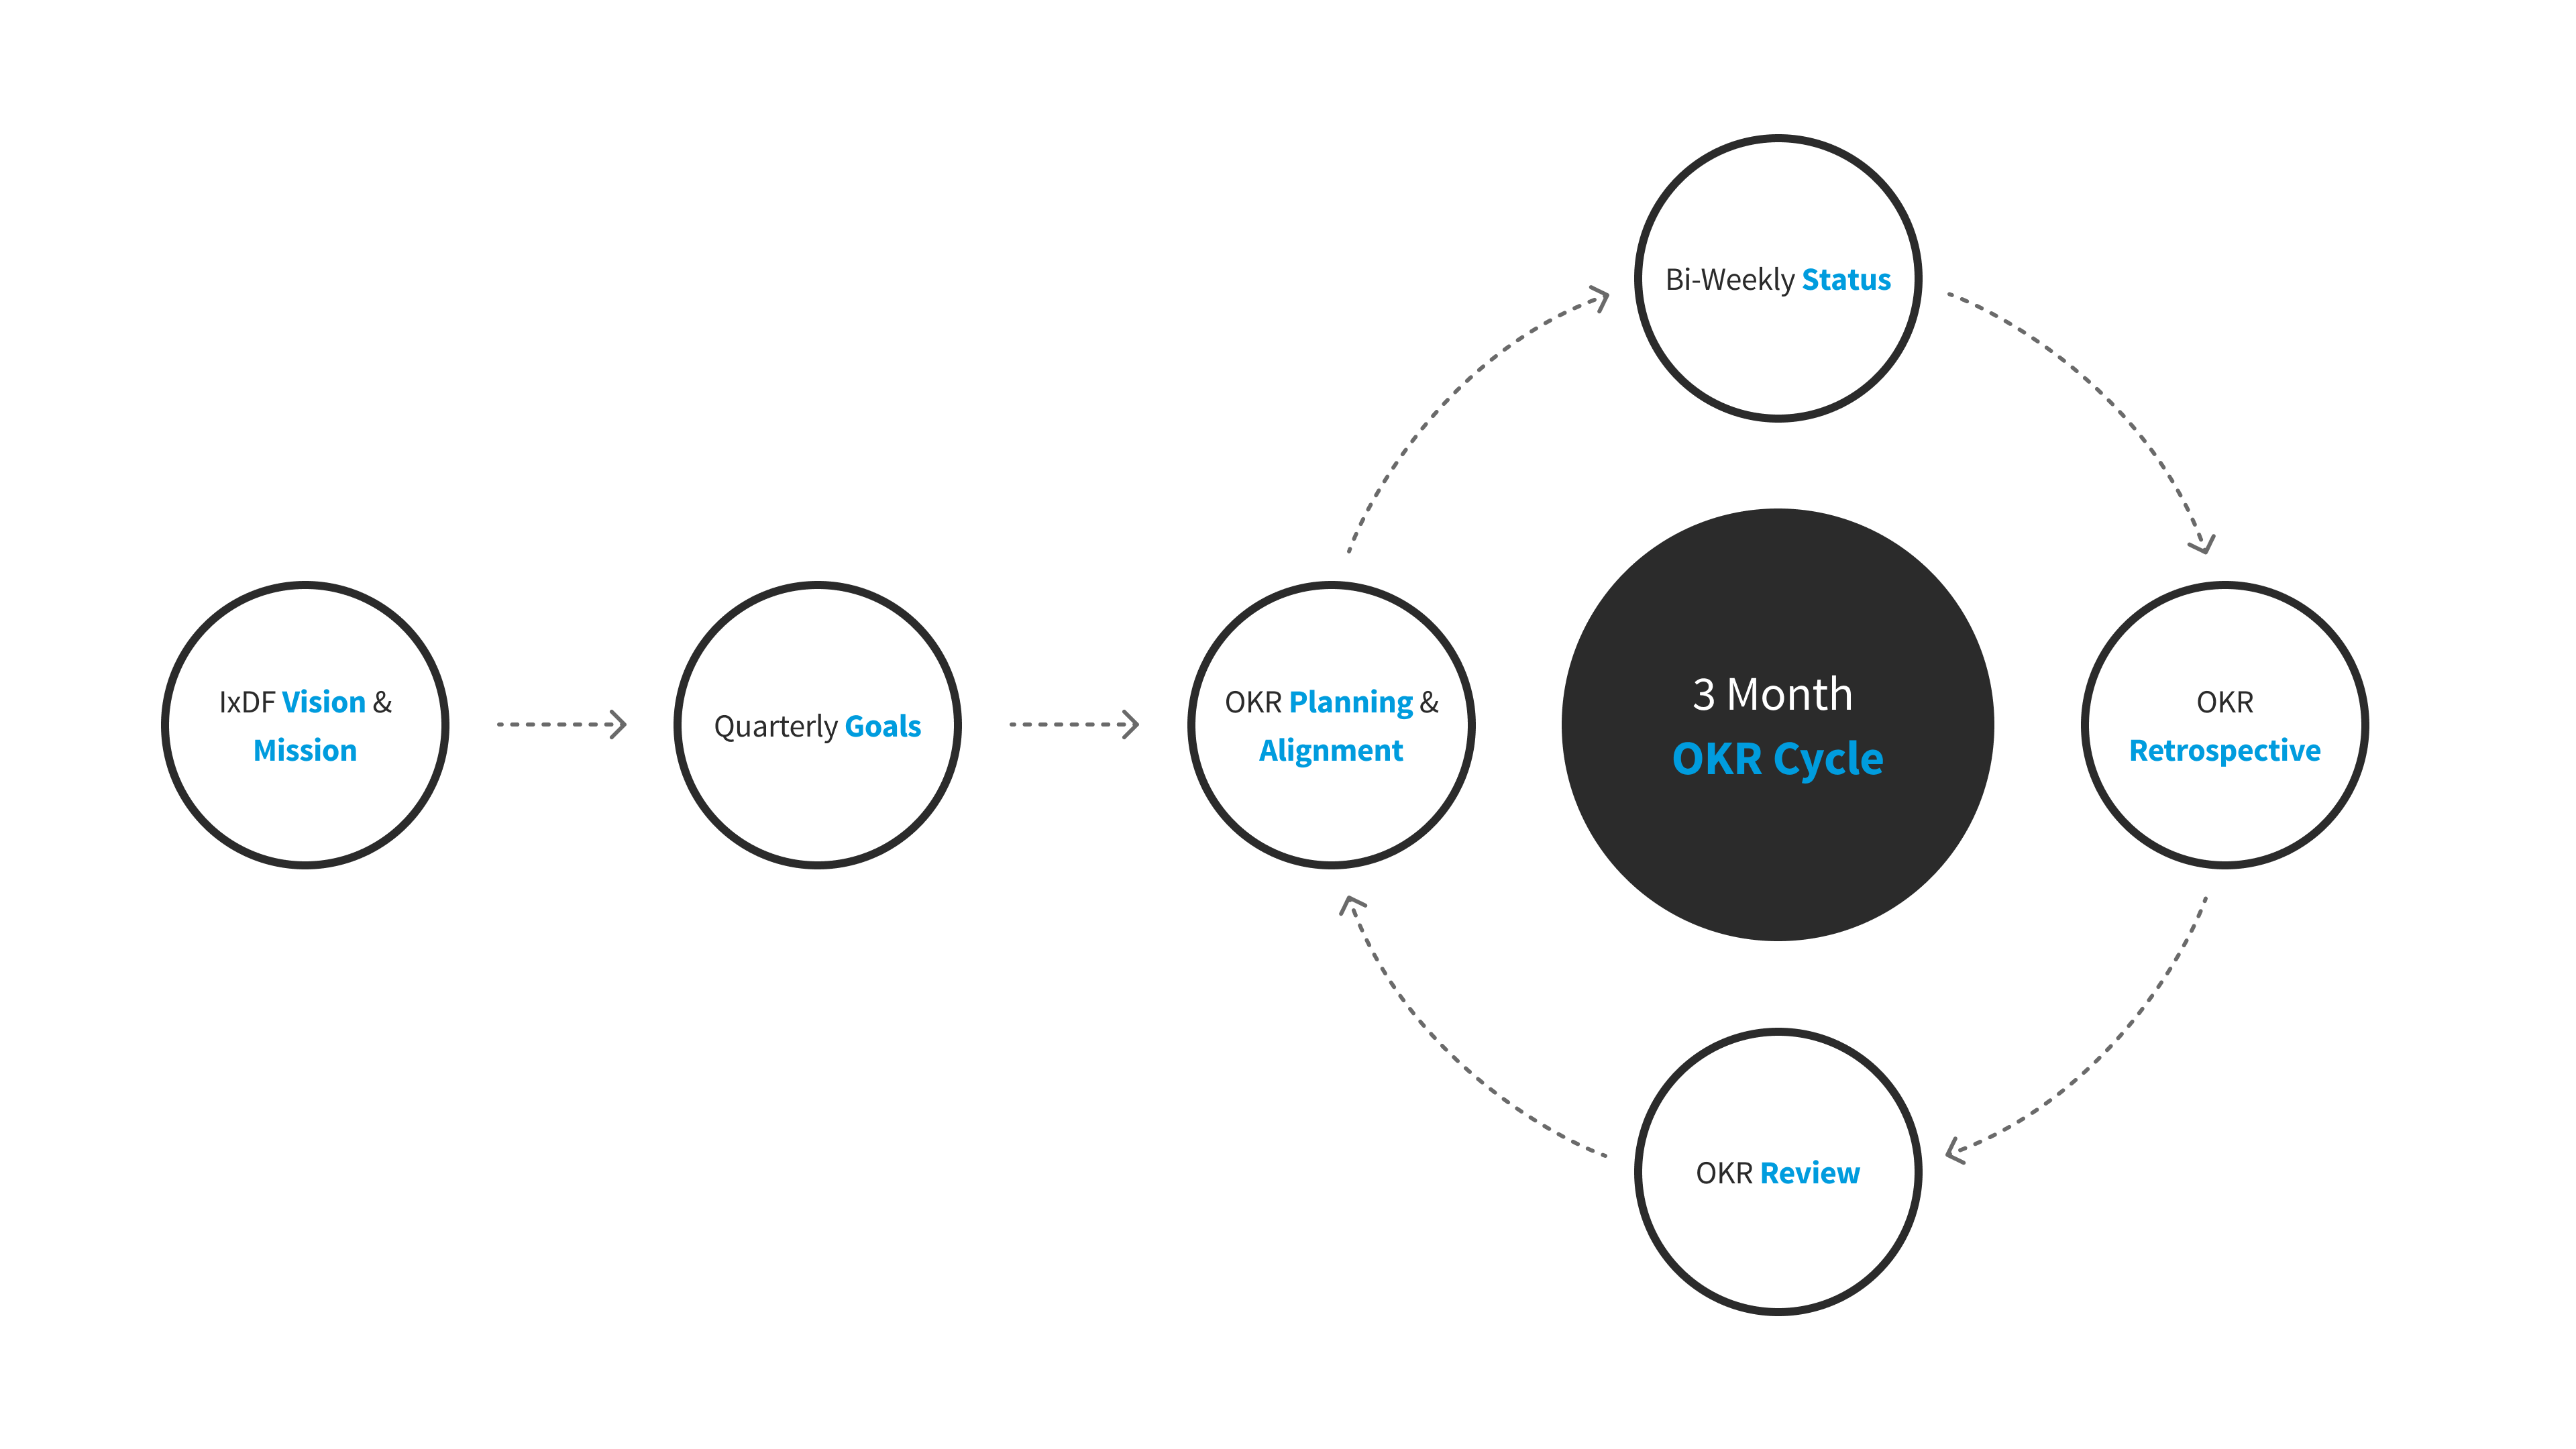 IxDF Vision &
Mission
Quarterly Goals
OKR Planning &
Alignment
Bi-Weekly Status
3 Month
OKR Cycle
OKR
Retrospective
OKR Review